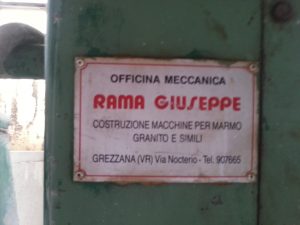 OFFICINA MECCANICA
RAMA GIUSEPPE
COSTRUZIONE MACCHINE PER MARMO
GRANITO E SIMILI
GREZZANA (VR) Via Nocterio - Tel. 907665